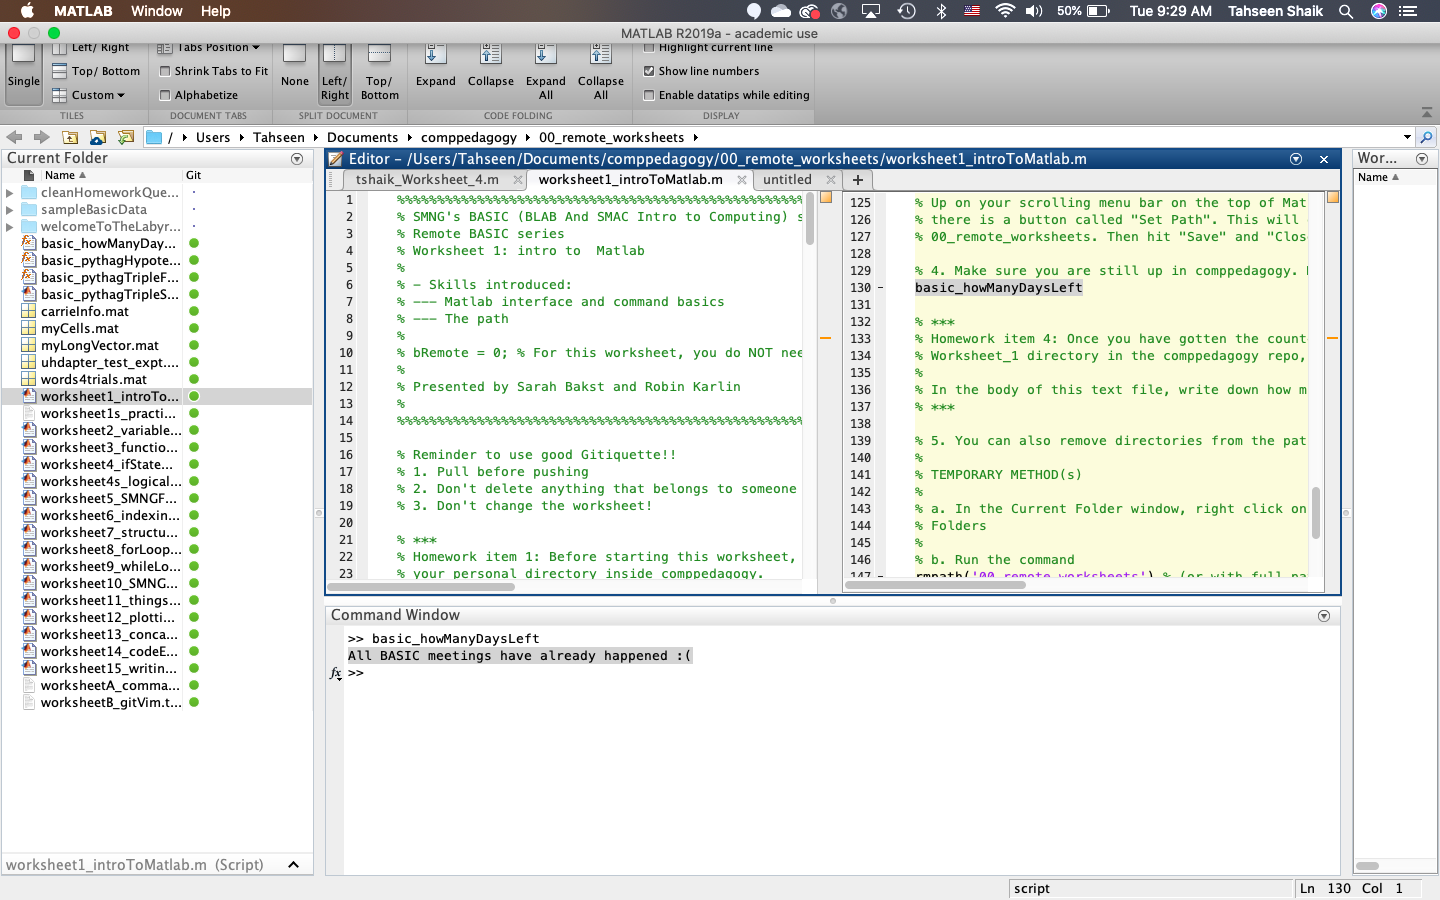 MATLAB Window Help 50% Tue 9:29 AM Tahseen Shaik
MATLAB R2019a - academic use
Left/ Right Tabs Position Highlight current line
Single Top/ Bottom Shrink Tabs to Fit None Left/ Right Top/ Bottom Expand Collapse Expand All Collapse All Show line numbers
Custom Alphabetize Enable datatips while editing
TILES DOCUMENT TABS SPLIT DOCUMENT CODE FOLDING DISPLAY
/ Users Tahseen Documents comppedagogy 00_remote_worksheets
Current Folder
Name Git
cleanHomeworkQue...
sampleBasicData
welcomeToTheLabyr...
basic_howManyDay...
basic_pythagHypote...
basic_pythagTripleF...
basic_pythagTripleS...
carrieInfo.mat
myCells.mat
myLongVector.mat
uhdapter_test_expt....
words4trials.mat
worksheet1_introTo...
worksheet1s_practi...
worksheet2_variable...
worksheet3_functio...
worksheet4_ifState...
worksheet4s_logical...
worksheet5_SMNGF...
worksheet6_indexin...
worksheet7_structu...
worksheet8_forLoop...
worksheet9_whileLo...
worksheet10_SMNG...
worksheet11_things...
worksheet12_plotti...
worksheet13_conca...
worksheet14_codeE...
worksheet15_writin...
worksheetA_comma...
worksheetB_gitVim.t...
worksheet1_introToMatlab.m (Script)
Editor - /Users/Tahseen/Documents/comppedagogy/00_remote_worksheets/worksheet1_introToMatlab.m
tshaik_Worksheet_4.m worksheet1_introToMatlab.m untitled
1 %%%%%%%%%%%%%%%%%%%%%%%%%%%%%%%%%%%%%%%%%%%%%%%%%
2 % SMNG's BASIC (BLAB And SMAC Intro to Computing) s
3 % Remote BASIC series
4 % Worksheet 1: intro to  Matlab
5 %
6 % - Skills introduced:
7 % --- Matlab interface and command basics
8 % --- The path
9 %
10 % bRemote = 0; % For this worksheet, you do NOT nee
11 %
12 % Presented by Sarah Bakst and Robin Karlin
13 %
14 %%%%%%%%%%%%%%%%%%%%%%%%%%%%%%%%%%%%%%%%%%%%%%%%%
15
16 % Reminder to use good Gitiquette!!
17 % 1. Pull before pushing
18 % 2. Don't delete anything that belongs to someone
19 % 3. Don't change the worksheet!
20
21 % ***
22 % Homework item 1: Before starting this worksheet,
23 % your personal directory inside comppedagogy.
125 % Up on your scrolling menu bar on the top of Mat
126 % there is a button called "Set Path". This will
127 % 00_remote_worksheets. Then hit "Save" and "Clos
128
129 % 4. Make sure you are still up in comppedagogy.
130 - basic_howManyDaysLeft
131
132 % ***
133 % Homework item 4: Once you have gotten the count
134 % Worksheet_1 directory in the comppedagogy repo,
135 %
136 % In the body of this text file, write down how m
137 % ***
138
139 % 5. You can also remove directories from the pat
140 %
141 % TEMPORARY METHOD(s)
142 %
143 % a. In the Current Folder window, right click on
144 % Folders
145 %
146 % b. Run the command
147 - rmpath('00_remote_worksheets') % (or with full pa
Command Window
>> basic_howManyDaysLeft
All BASIC meetings have already happened :(
fx >>
Wor...
Name
script Ln 130 Col 1